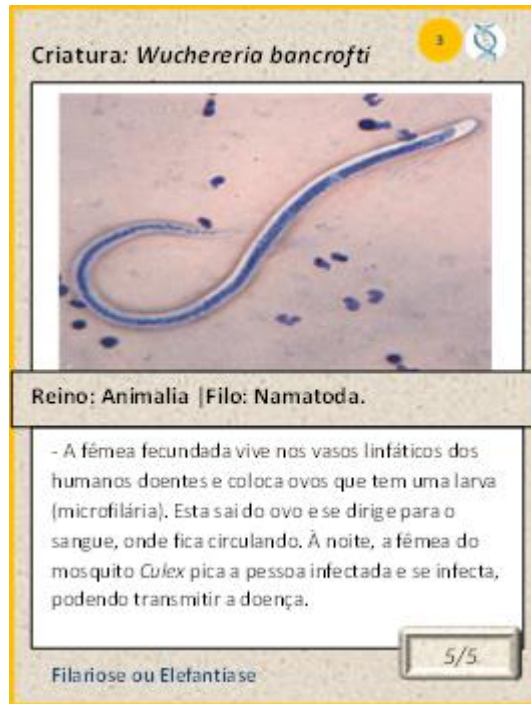 Criatura: Wuchereria bancrofti
3
Reino: Animalia |Filo: Namatoda.
- A fêmea fecundada vive nos vasos linfáticos dos
humanos doentes e coloca ovos que tem uma larva
(microfilária). Esta sai do ovo e se dirige para o
sangue, onde fica circulando. À noite, a fêmea do
mosquito Culex pica a pessoa infectada e se infecta,
podendo transmitir a doença.
5/5
Filariose ou Elefantíase